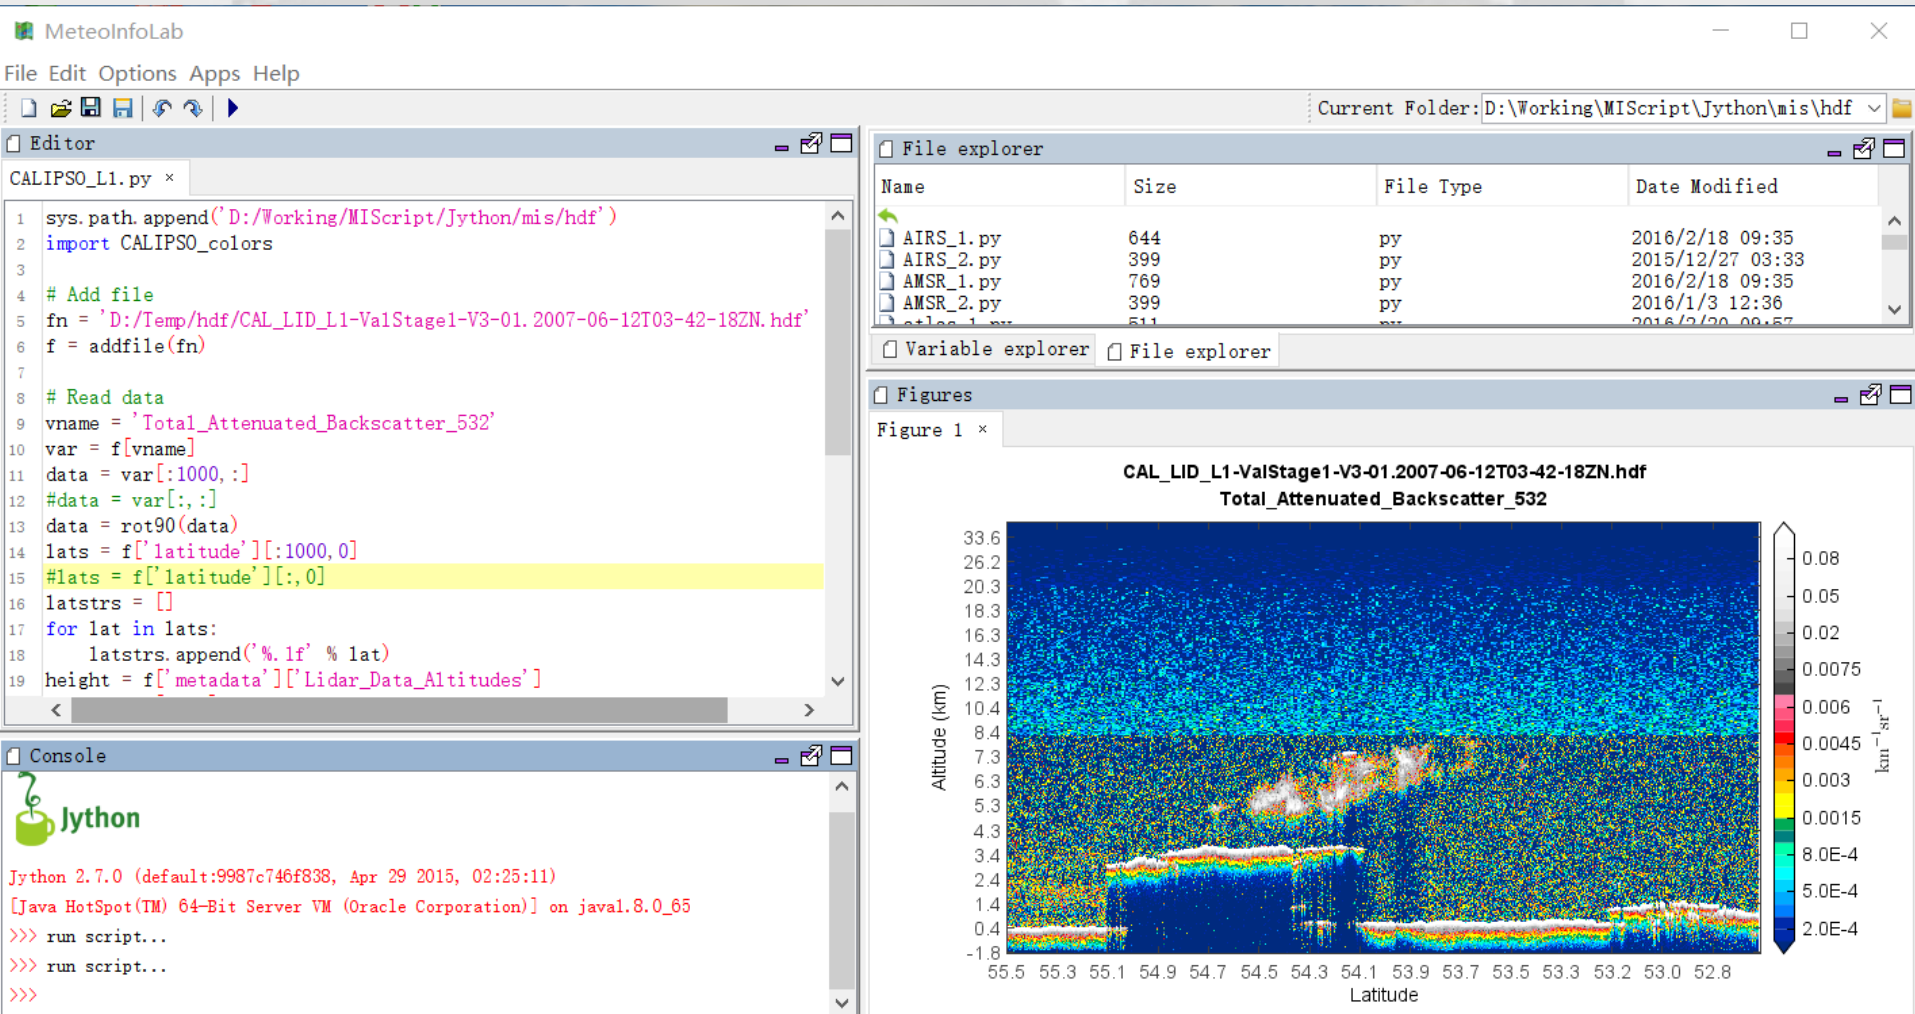 MeteoInfoLab
File Edit Options Apps Help
Current Folder: D:\Working\MIScript\Jython\mis\hdf
Editor
CALIPSO_L1.py ×
1 sys.path.append('D:/Working/MIScript/Jython/mis/hdf')
2 import CALIPSO_colors
3
4 # Add file
5 fn = 'D:/Temp/hdf/CAL_LID_L1-ValStage1-V3-01.2007-06-12T03-42-18ZN.hdf'
6 f = addfile(fn)
7
8 # Read data
9 vname = 'Total_Attenuated_Backscatter_532'
10 var = f[vname]
11 data = var[:1000,:]
12 #data = var[:,:]
13 data = rot90(data)
14 lats = f['latitude'][:1000,0]
15 #lats = f['latitude'][:,0]
16 latstrs = []
17 for lat in lats:
18 latstrs.append('%.1f' % lat)
19 height = f['metadata']['Lidar_Data_Altitudes']
Console
Jython
Jython 2.7.0 (default:9987c746f838, Apr 29 2015, 02:25:11)
[Java HotSpot(TM) 64-Bit Server VM (Oracle Corporation)] on java1.8.0_65
>>> run script...
>>> run script...
>>>
File explorer
Name Size File Type Date Modified
AIRS_1.py 644 py 2016/2/18 09:35
AIRS_2.py 399 py 2015/12/27 03:33
AMSR_1.py 769 py 2016/2/18 09:35
AMSR_2.py 399 py 2016/1/3 12:36
Variable explorer File explorer
Figures
Figure 1 ×
CAL_LID_L1-ValStage1-V3-01.2007-06-12T03-42-18ZN.hdf
Total_Attenuated_Backscatter_532
Altitude (km)
33.6
26.2
20.3
18.3
16.3
14.3
12.3
10.4
8.4
7.3
6.3
5.3
4.3
3.4
2.4
1.4
0.4
-1.8
55.5 55.3 55.1 54.9 54.7 54.5 54.3 54.1 53.9 53.7 53.5 53.3 53.2 53.0 52.8
Latitude
0.08
0.05
0.02
0.0075
0.006
0.0045
0.003
0.0015
8.0E-4
5.0E-4
2.0E-4
km⁻¹sr⁻¹